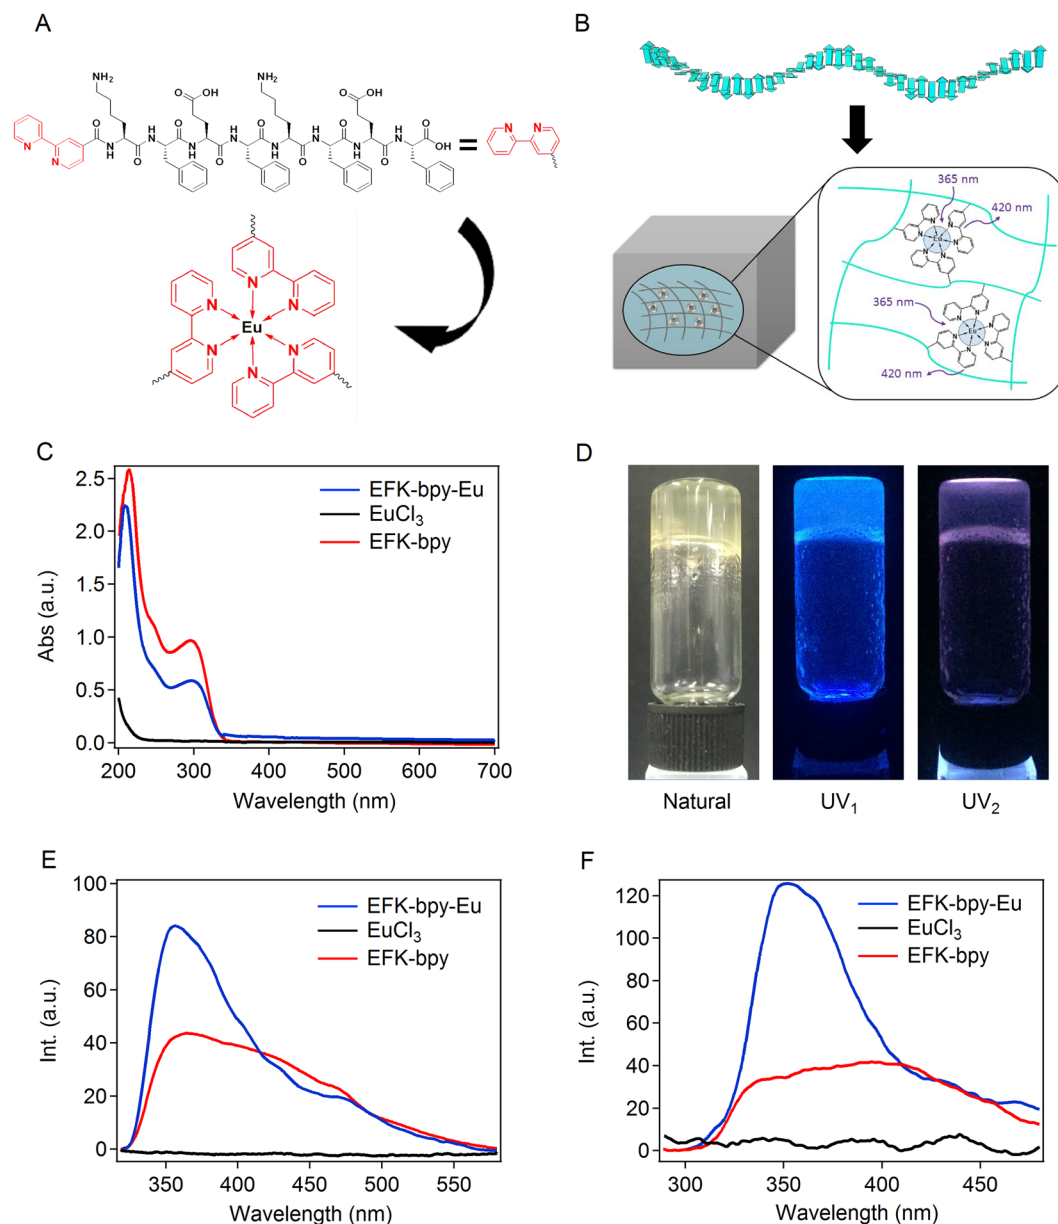 A
NH2
NH2
O
OH
O
OH
O
H
N
O
H
N
O
H
N
O
H
N
O
OH
N
N
N
H
O
N
H
O
N
H
O
N
H
=
N
N
N
N
N
Eu
N
N
N
B
365 nm
420 nm
Eu
365 nm
Eu
420 nm
C
2.5
2.0
1.5
1.0
0.5
0.0
Abs (a.u.)
EFK-bpy-Eu
EuCl3
EFK-bpy
200 300 400 500 600 700
Wavelength (nm)
D
Natural UV1 UV2
E
100
80
60
40
20
0
Int. (a.u.)
EFK-bpy-Eu
EuCl3
EFK-bpy
350 400 450 500 550
Wavelength (nm)
F
120
100
80
60
40
20
0
Int. (a.u.)
EFK-bpy-Eu
EuCl3
EFK-bpy
290 350 400 450
Wavelength (nm)